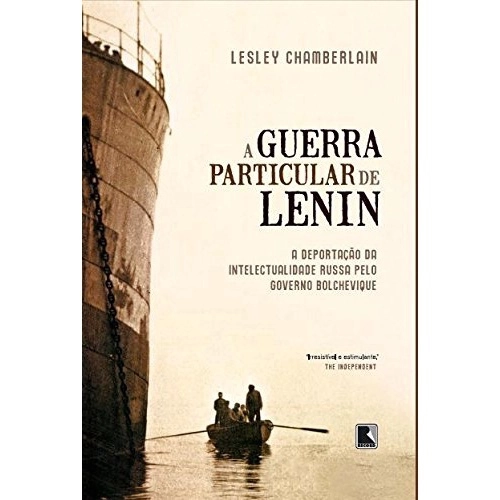 LESLEY CHAMBERLAIN
A GUERRA
PARTICULAR DE
LENIN
A DEPORTAÇÃO DA
INTELECTUALIDADE RUSSA PELO
GOVERNO BOLCHEVIQUE
"Irresistível e estimulante."
THE INDEPENDENT